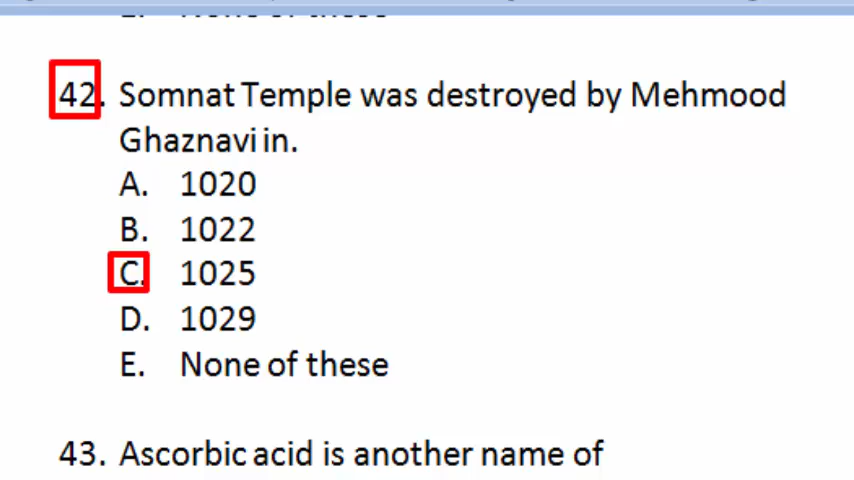 42. Somnat Temple was destroyed by Mehmood
Ghaznavi in.
A. 1020
B. 1022
C. 1025
D. 1029
E. None of these
43. Ascorbic acid is another name of